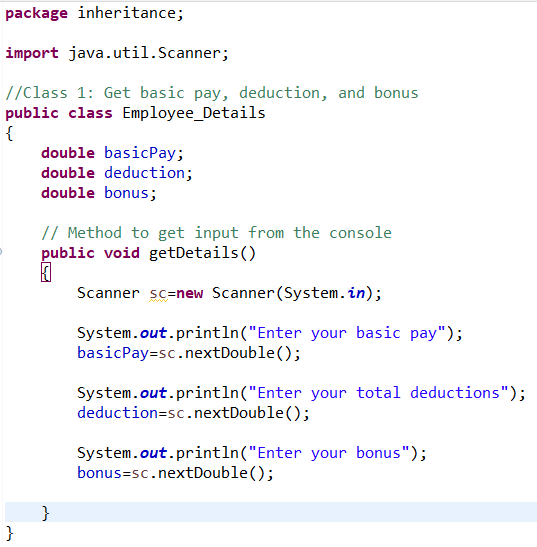 package inheritance;
import java.util.Scanner;
//Class 1: Get basic pay, deduction, and bonus
public class Employee_Details
{
double basicPay;
double deduction;
double bonus;
// Method to get input from the console
public void getDetails()
{
Scanner sc=new Scanner(System.in);
System.out.println("Enter your basic pay");
basicPay=sc.nextDouble();
System.out.println("Enter your total deductions");
deduction=sc.nextDouble();
System.out.println("Enter your bonus");
bonus=sc.nextDouble();
}
}